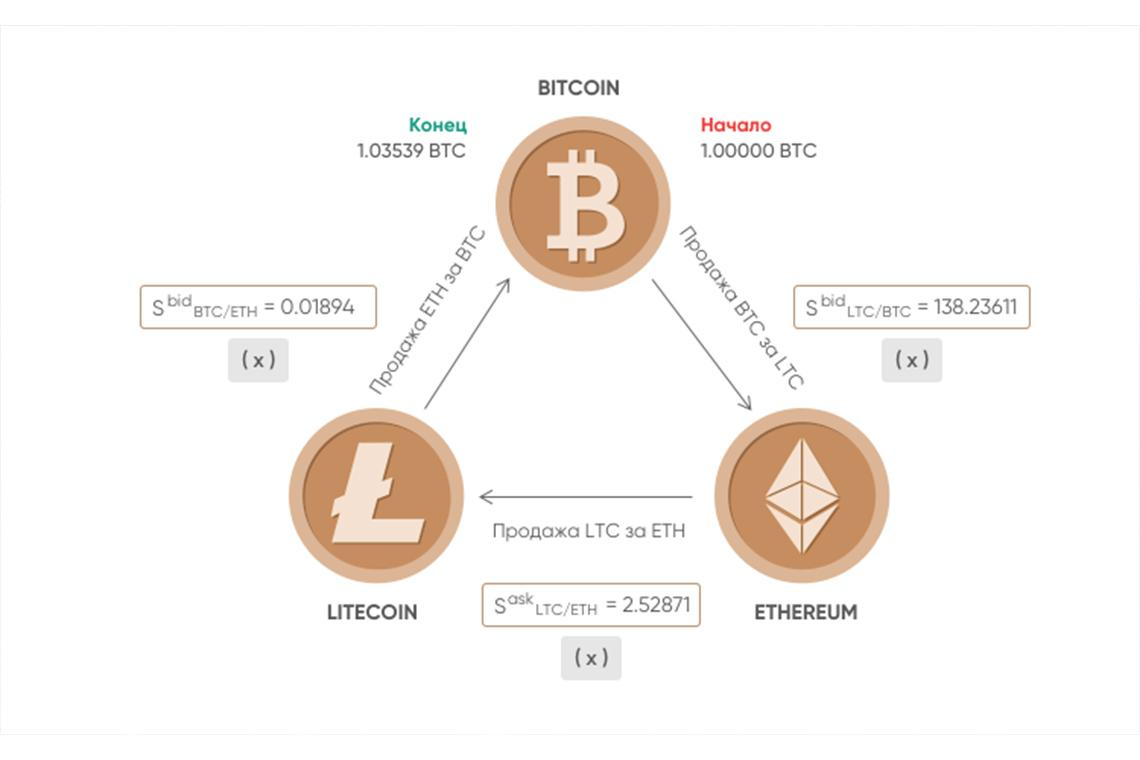 BITCOIN
Конец
1.03539 BTC
Начало
1.00000 BTC
Продажа ETH за BTC
Продажа BTC за LTC
S bid BTC/ETH = 0.01894
( x )
S bid LTC/BTC = 138.23611
( x )
Продажа LTC за ETH
LITECOIN
S ask LTC/ETH = 2.52871
( x )
ETHEREUM